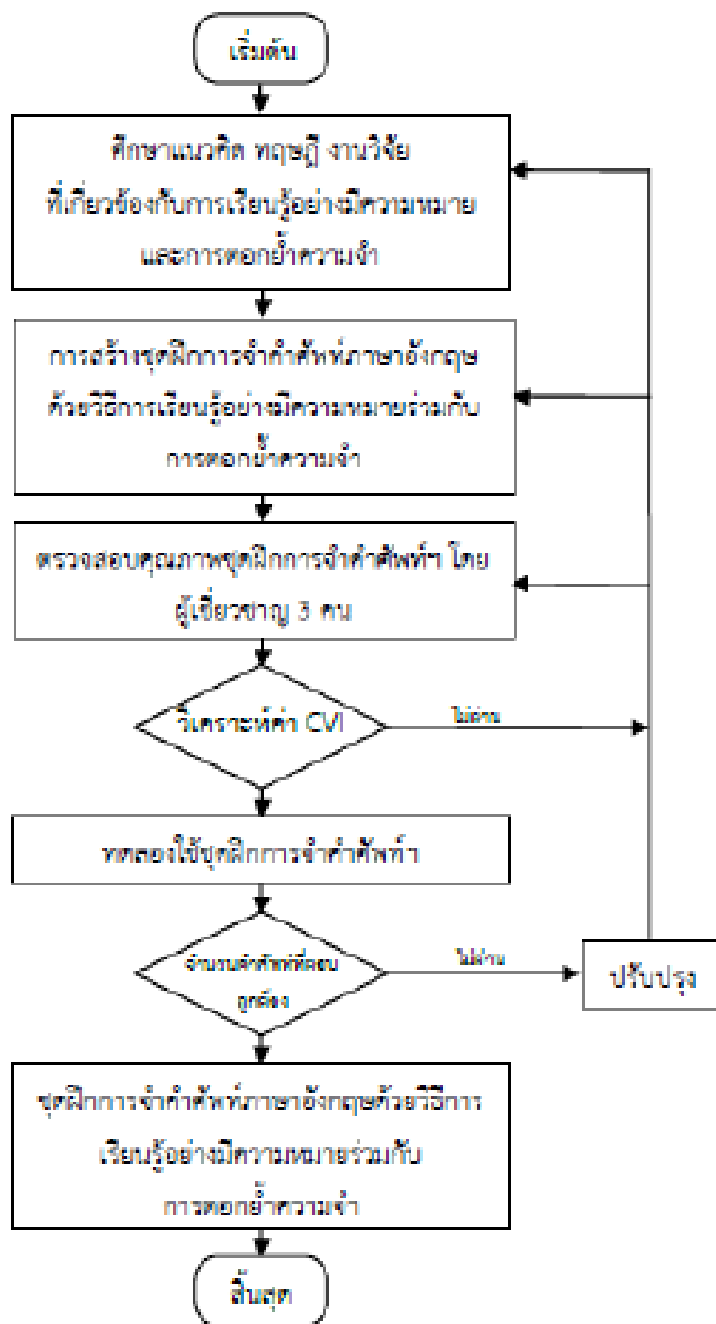 เริ่มต้น
ศึกษาแนวคิด ทฤษฎี งานวิจัย
ที่เกี่ยวข้องกับการเรียนรู้อย่างมีความหมาย
และการตอกย้ำความจำ
การสร้างชุดฝึกการจำคำศัพท์ภาษาอังกฤษ
ด้วยวิธีการเรียนรู้อย่างมีความหมายร่วมกับ
การตอกย้ำความจำ
ตรวจสอบคุณภาพชุดฝึกการจำคำศัพท์ฯ โดย
ผู้เชี่ยวชาญ 3 คน
วิเคราะห์ค่า CVI
ไม่ผ่าน
ทดลองใช้ชุดฝึกการจำคำศัพท์ฯ
จำนวนคำศัพท์ที่ตอบ
ถูกต้อง
ไม่ผ่าน
ปรับปรุง
ชุดฝึกการจำคำศัพท์ภาษาอังกฤษด้วยวิธีการ
เรียนรู้อย่างมีความหมายร่วมกับ
การตอกย้ำความจำ
สิ้นสุด